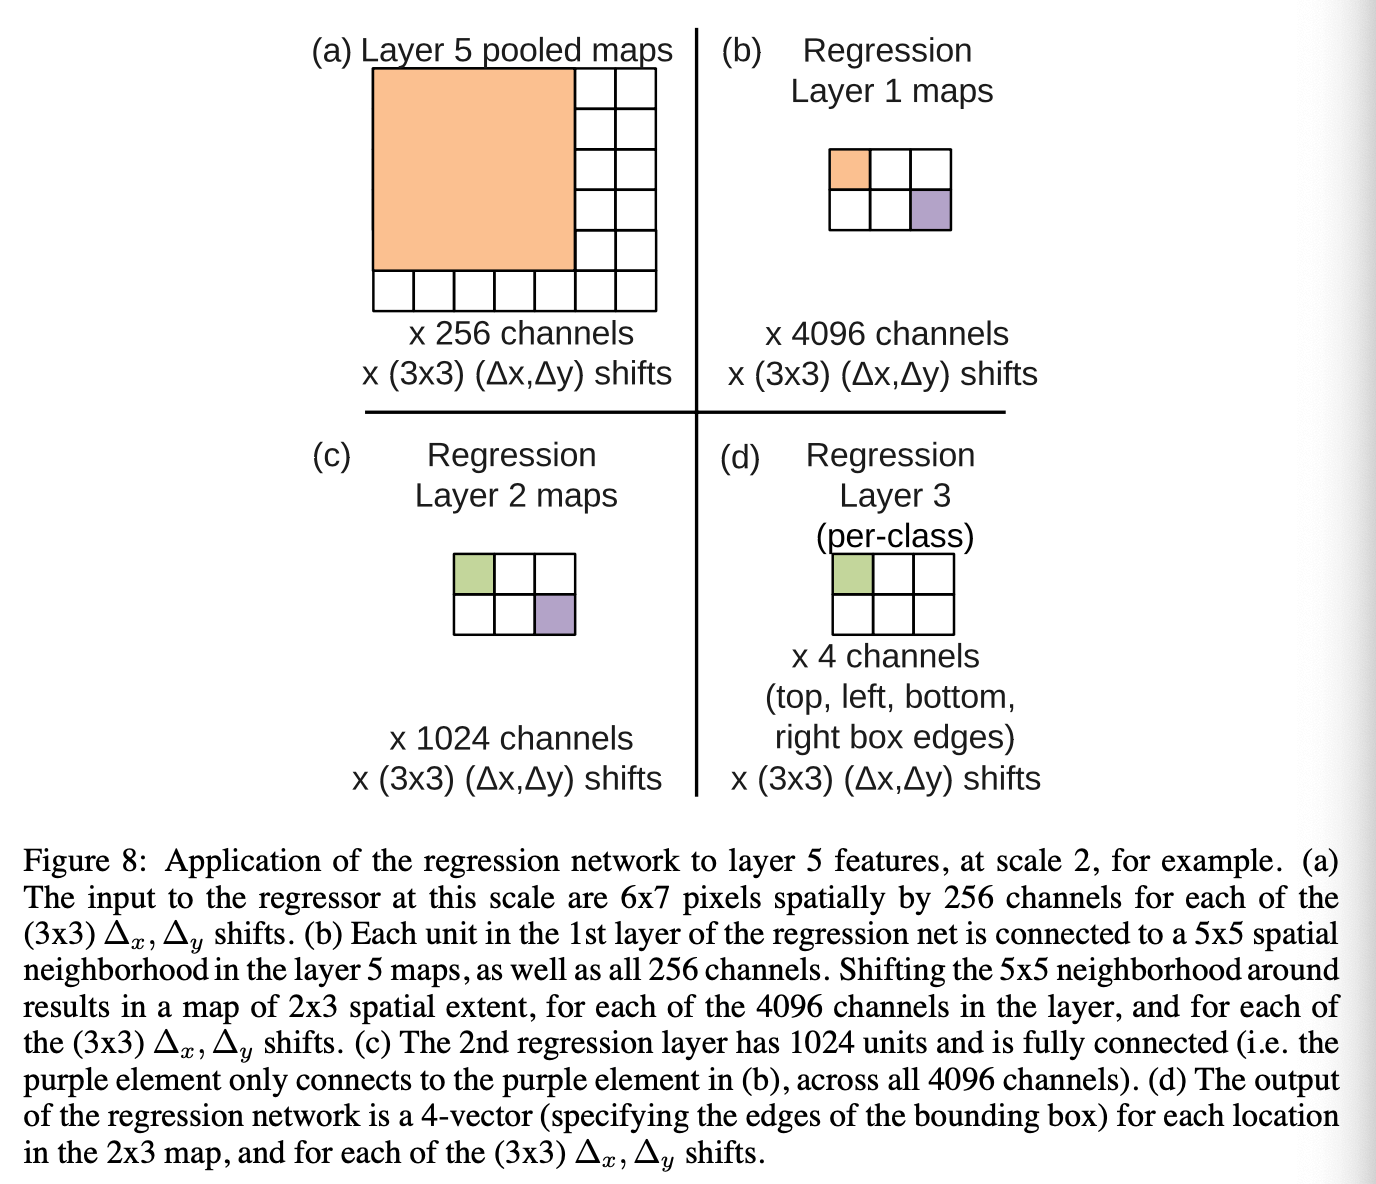 (a) Layer 5 pooled maps
x 256 channels
x (3x3) (Δx,Δy) shifts
(b) Regression
Layer 1 maps
x 4096 channels
x (3x3) (Δx,Δy) shifts
(c) Regression
Layer 2 maps
x 1024 channels
x (3x3) (Δx,Δy) shifts
(d) Regression
Layer 3
(per-class)
x 4 channels
(top, left, bottom,
right box edges)
x (3x3) (Δx,Δy) shifts
Figure 8: Application of the regression network to layer 5 features, at scale 2, for example. (a)
The input to the regressor at this scale are 6x7 pixels spatially by 256 channels for each of the
(3x3) Δx, Δy shifts. (b) Each unit in the 1st layer of the regression net is connected to a 5x5 spatial
neighborhood in the layer 5 maps, as well as all 256 channels. Shifting the 5x5 neighborhood around
results in a map of 2x3 spatial extent, for each of the 4096 channels in the layer, and for each of
the (3x3) Δx, Δy shifts. (c) The 2nd regression layer has 1024 units and is fully connected (i.e. the
purple element only connects to the purple element in (b), across all 4096 channels). (d) The output
of the regression network is a 4-vector (specifying the edges of the bounding box) for each location
in the 2x3 map, and for each of the (3x3) Δx, Δy shifts.